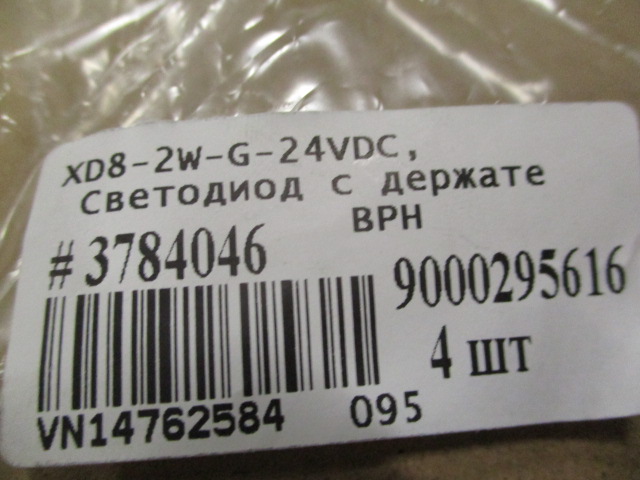 XD8-2W-G-24VDC,
Светодиод с держате
ВРН
# 3784046
9000295616
4 шт
VN14762584
095